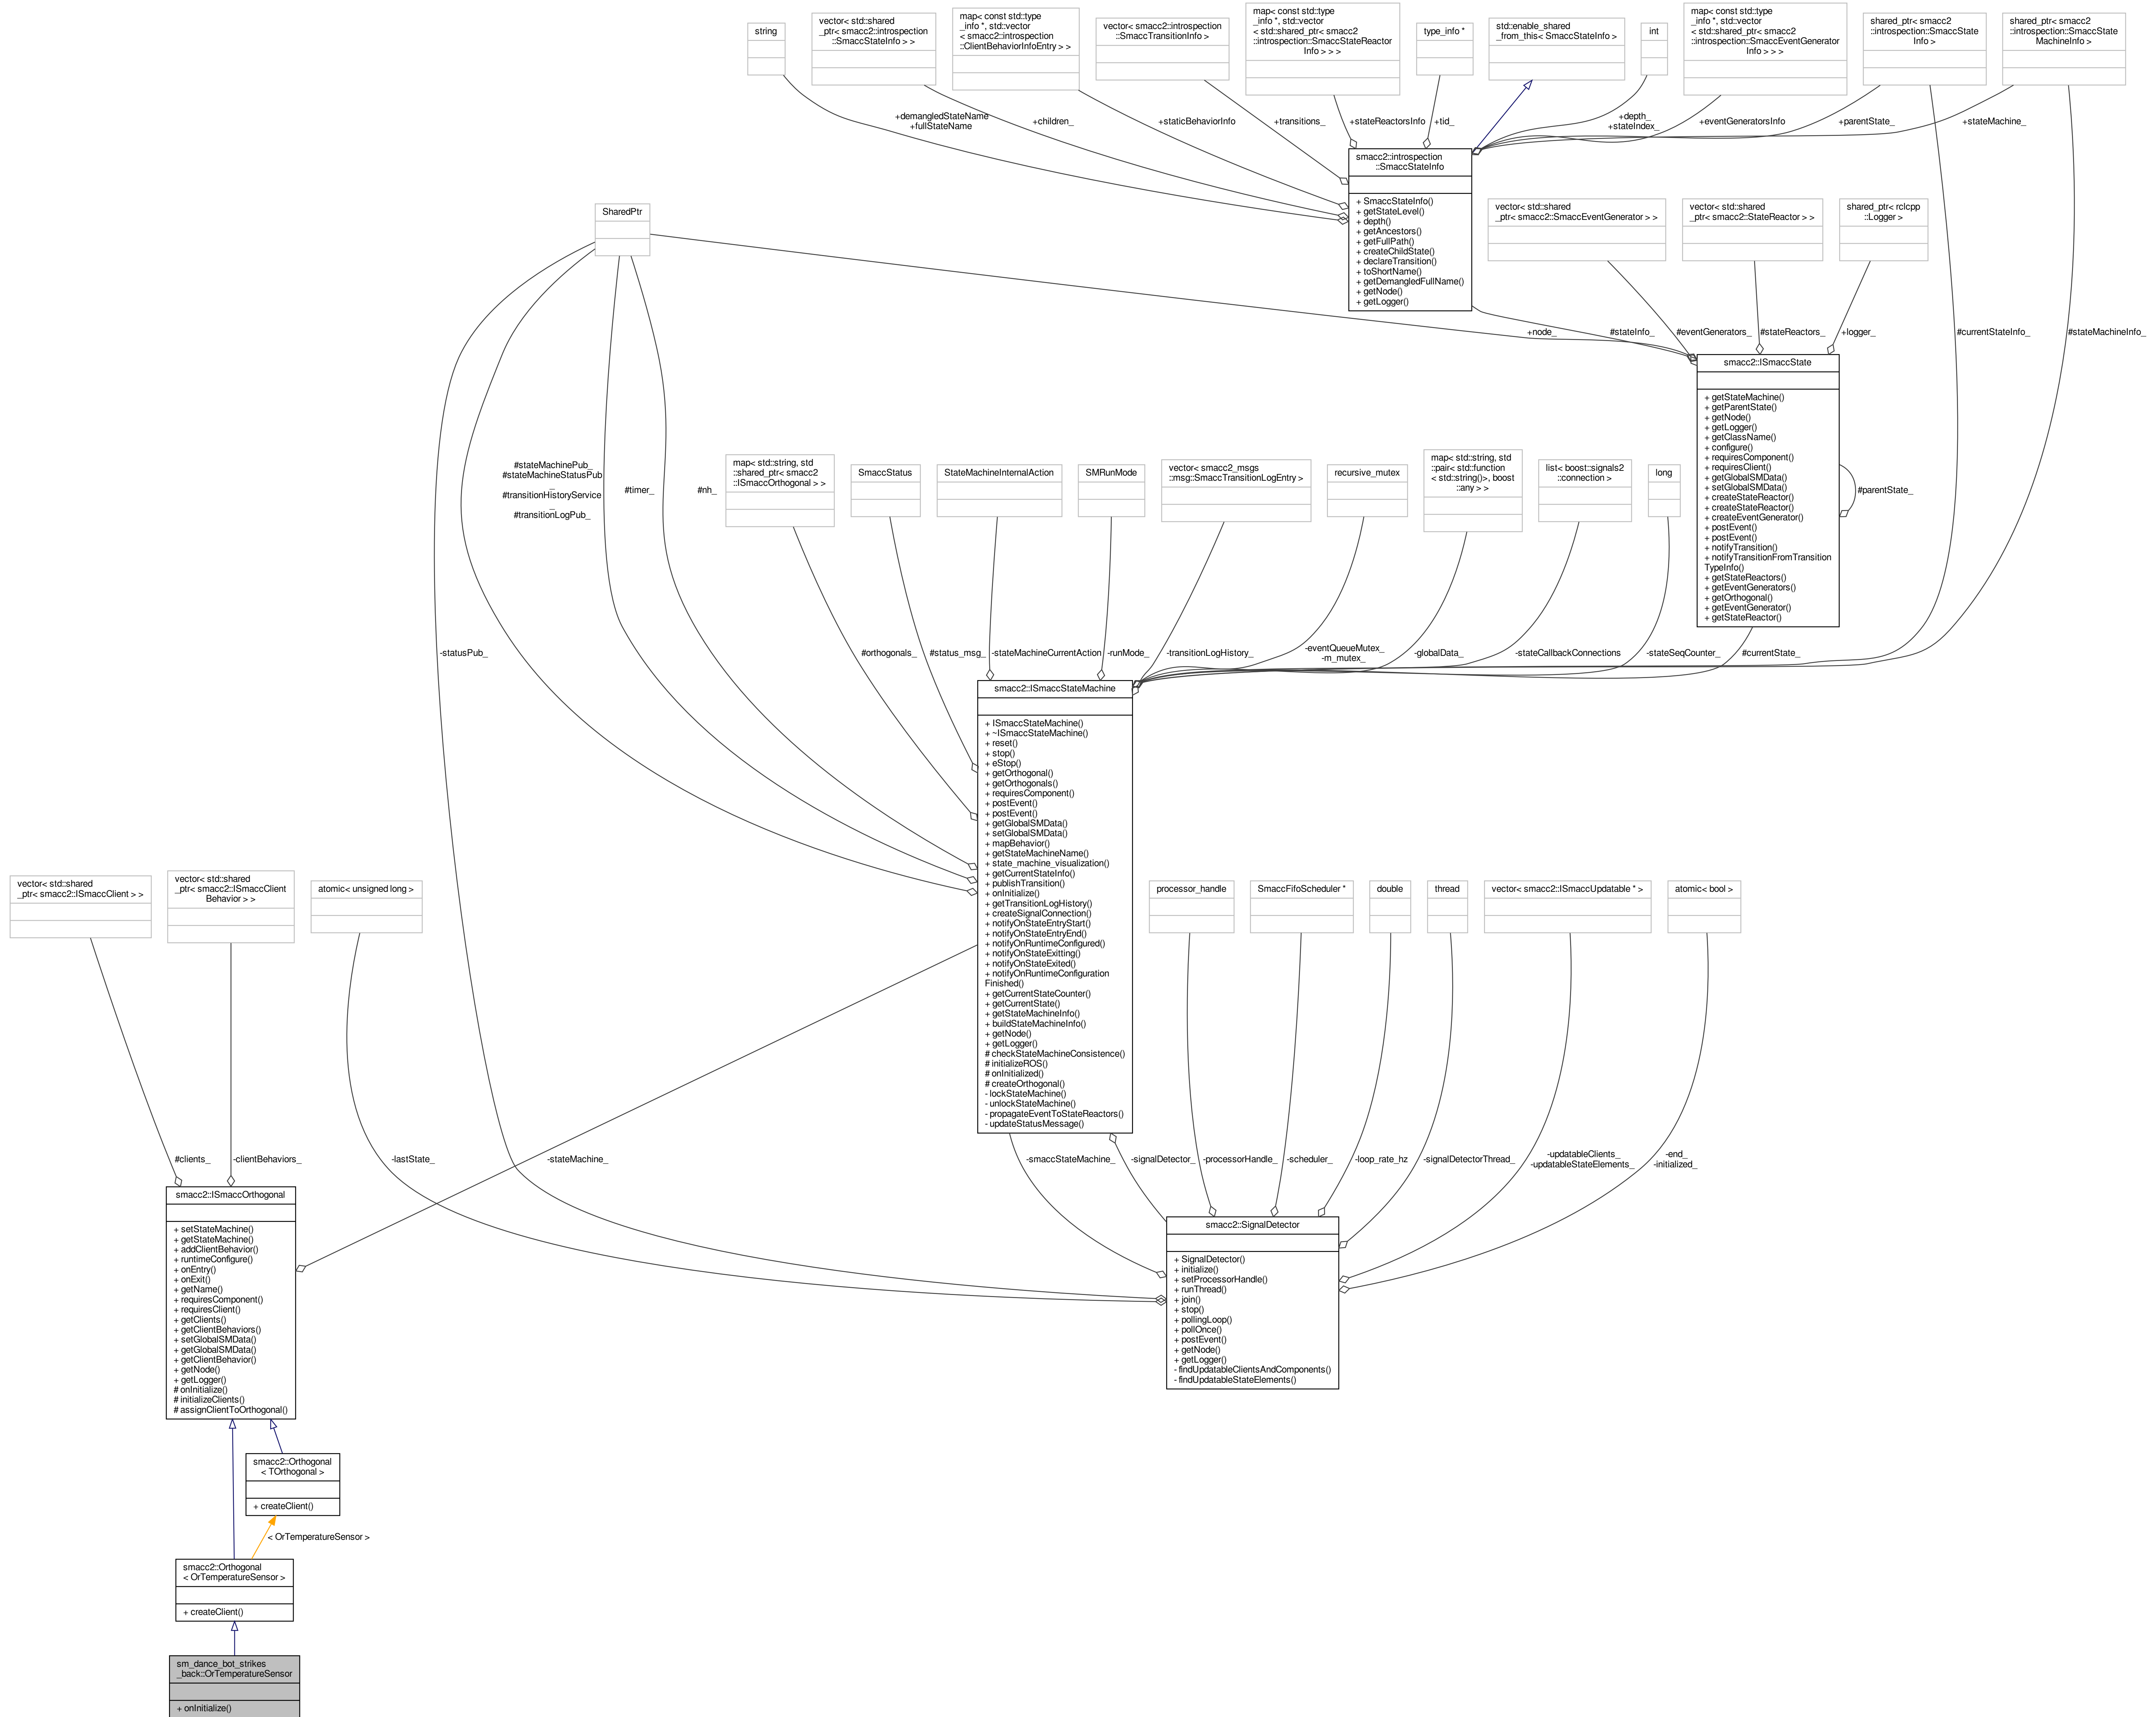 string
vector< std::shared
_ptr< smacc2::introspection
::SmaccStateInfo > >
map< const std::type
_info *, std::vector
< smacc2::introspection
::ClientBehaviorInfoEntry > >
vector< smacc2::introspection
::SmaccTransitionInfo >
map< const std::type
_info *, std::vector
< std::shared_ptr< smacc2
::introspection::SmaccStateReactor
Info > > >
type_info *
std::enable_shared
_from_this< SmaccStateInfo >
int
map< const std::type
_info *, std::vector
< std::shared_ptr< smacc2
::introspection::SmaccEventGenerator
Info > > >
shared_ptr< smacc2
::introspection::SmaccState
Info >
shared_ptr< smacc2
::introspection::SmaccState
MachineInfo >
+demangledStateName
+fullStateName
+children_
+staticBehaviorInfo
+transitions_
+stateReactorsInfo
+tid_
+depth_
+stateIndex_
+eventGeneratorsInfo
+parentState_
+stateMachine_
smacc2::introspection
::SmaccStateInfo
+ SmaccStateInfo()
+ getStateLevel()
+ depth()
+ getAncestors()
+ getFullPath()
+ createChildState()
+ declareTransition()
+ toShortName()
+ getDemangledFullName()
+ getNode()
+ getLogger()
SharedPtr
vector< std::shared
_ptr< smacc2::SmaccEventGenerator > >
vector< std::shared
_ptr< smacc2::StateReactor > >
shared_ptr< rclcpp
::Logger >
+node_
#stateInfo_
#eventGenerators_
#stateReactors_
+logger_
#currentStateInfo_
#stateMachineInfo_
smacc2::ISmaccState
+ getStateMachine()
+ getParentState()
+ getNode()
+ getLogger()
+ getClassName()
+ configure()
+ requiresComponent()
+ requiresClient()
+ getGlobalSMData()
+ setGlobalSMData()
+ createStateReactor()
+ createStateReactor()
+ createEventGenerator()
+ postEvent()
+ postEvent()
+ notifyTransition()
+ notifyTransitionFromTransition
TypeInfo()
+ getStateReactors()
+ getEventGenerators()
+ getOrthogonal()
+ getEventGenerator()
+ getStateReactor()
#parentState_
#stateMachinePub_
#stateMachineStatusPub
_
#transitionHistoryService
_
#transitionLogPub_
#timer_
#nh_
map< std::string, std
::shared_ptr< smacc2
::ISmaccOrthogonal > >
SmaccStatus
StateMachineInternalAction
SMRunMode
vector< smacc2_msgs
::msg::SmaccTransitionLogEntry >
recursive_mutex
map< std::string, std
::pair< std::function
< std::string()>, boost
::any > >
list< boost::signals2
::connection >
long
-statusPub_
#orthogonals_
#status_msg_
-stateMachineCurrentAction
-runMode_
-transitionLogHistory_
-eventQueueMutex_
-m_mutex_
-globalData_
-stateCallbackConnections
-stateSeqCounter_
#currentState_
smacc2::ISmaccStateMachine
+ ISmaccStateMachine()
+ ~ISmaccStateMachine()
+ reset()
+ stop()
+ eStop()
+ getOrthogonal()
+ getOrthogonals()
+ requiresComponent()
+ postEvent()
+ postEvent()
+ getGlobalSMData()
+ setGlobalSMData()
+ mapBehavior()
+ getStateMachineName()
+ state_machine_visualization()
+ getCurrentStateInfo()
+ publishTransition()
+ onInitialize()
+ getTransitionLogHistory()
+ createSignalConnection()
+ notifyOnStateEntryStart()
+ notifyOnStateEntryEnd()
+ notifyOnRuntimeConfigured()
+ notifyOnStateExitting()
+ notifyOnStateExited()
+ notifyOnRuntimeConfiguration
Finished()
+ getCurrentStateCounter()
+ getCurrentState()
+ getStateMachineInfo()
+ buildStateMachineInfo()
+ getNode()
+ getLogger()
# checkStateMachineConsistence()
# initializeROS()
# onInitialized()
# createOrthogonal()
- lockStateMachine()
- unlockStateMachine()
- propagateEventToStateReactors()
- updateStatusMessage()
vector< std::shared
_ptr< smacc2::ISmaccClient > >
vector< std::shared
_ptr< smacc2::ISmaccClient
Behavior > >
atomic< unsigned long >
processor_handle
SmaccFifoScheduler *
double
thread
vector< smacc2::ISmaccUpdatable * >
atomic< bool >
#clients_
-clientBehaviors_
-lastState_
-stateMachine_
-smaccStateMachine_
-signalDetector_
-processorHandle_
-scheduler_
-loop_rate_hz
-signalDetectorThread_
-updatableClients_
-updatableStateElements_
-end_
-initialized_
smacc2::ISmaccOrthogonal
+ setStateMachine()
+ getStateMachine()
+ addClientBehavior()
+ runtimeConfigure()
+ onEntry()
+ onExit()
+ getName()
+ requiresComponent()
+ requiresClient()
+ getClients()
+ getClientBehaviors()
+ setGlobalSMData()
+ getGlobalSMData()
+ getClientBehavior()
+ getNode()
+ getLogger()
# onInitialize()
# initializeClients()
# assignClientToOrthogonal()
smacc2::SignalDetector
+ SignalDetector()
+ initialize()
+ setProcessorHandle()
+ runThread()
+ join()
+ stop()
+ pollingLoop()
+ pollOnce()
+ postEvent()
+ getNode()
+ getLogger()
- findUpdatableClientsAndComponents()
- findUpdatableStateElements()
smacc2::Orthogonal
< TOrthogonal >
+ createClient()
< OrTemperatureSensor >
smacc2::Orthogonal
< OrTemperatureSensor >
+ createClient()
sm_dance_bot_strikes
_back::OrTemperatureSensor
+ onInitialize()